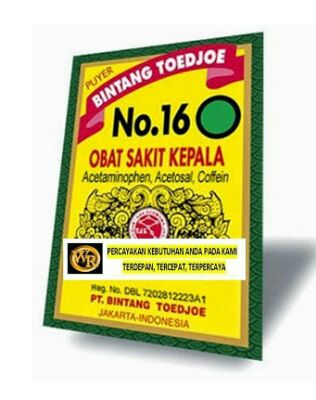 PUYER
BINTANG TOEDJOE
No.16
OBAT SAKIT KEPALA
Acetaminophen, Acetosal, Coffein
WR
PERCAYAKAN KEBUTUHAN ANDA PADA KAMI
TERDEPAN, TERCEPAT, TERPERCAYA
Reg. No. DBL 7202812223A1
PT. BINTANG TOEDJOE
JAKARTA-INDONESIA